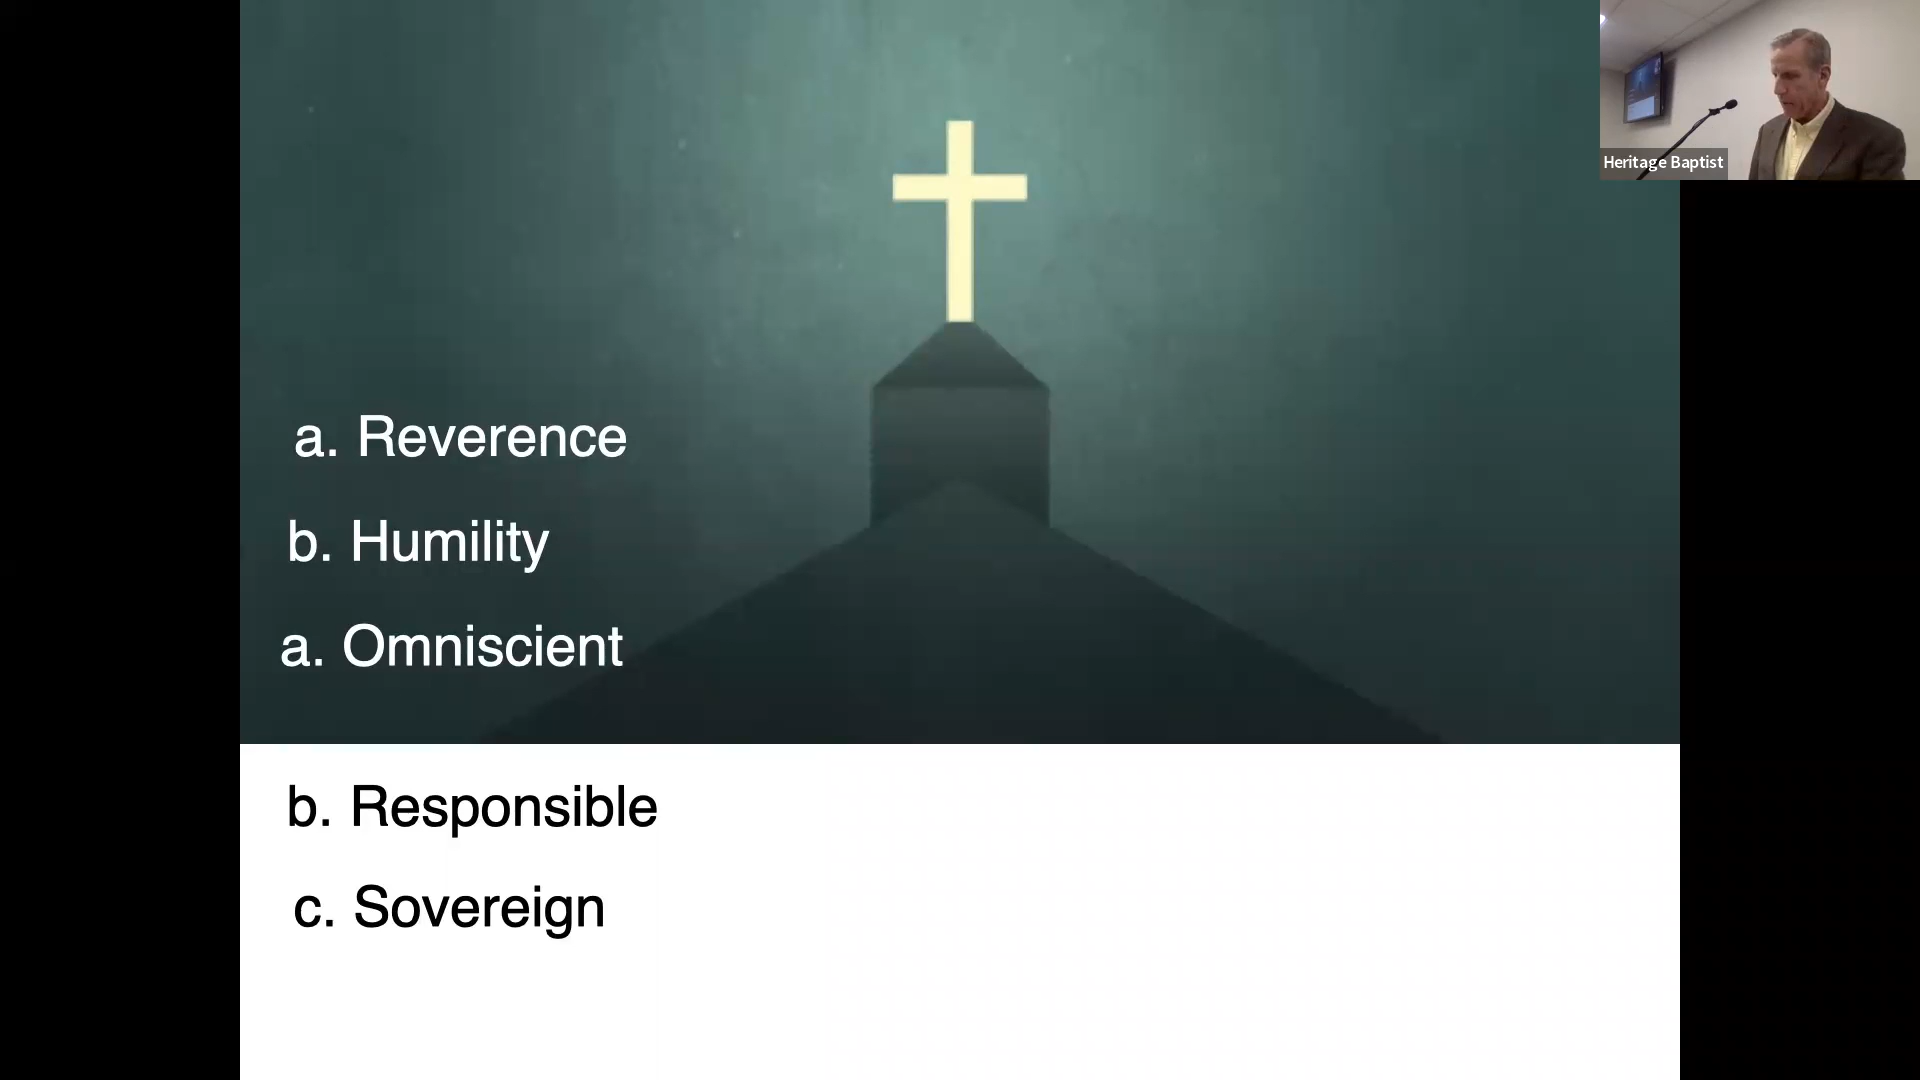 Heritage Baptist
a. Reverence
b. Humility
a. Omniscient
b. Responsible
c. Sovereign